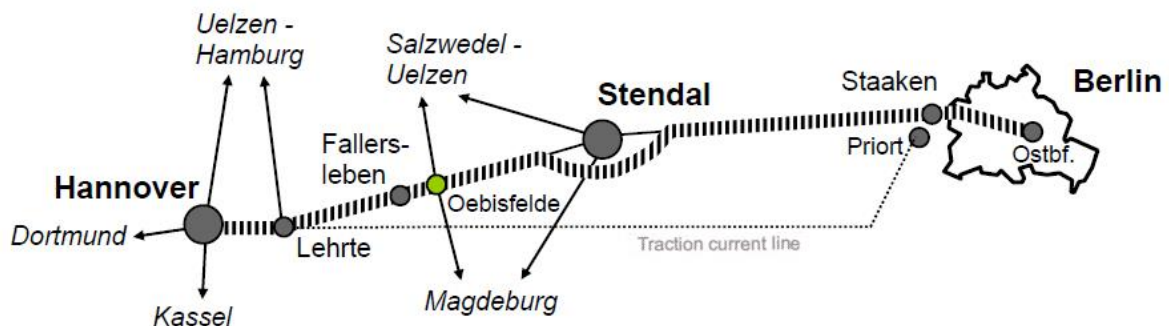 Uelzen -
Hamburg
Salzwedel -
Uelzen
Stendal
Staaken
Berlin
Priort
Ostbf.
Fallers-
leben
Hannover
Oebisfelde
Dortmund
Lehrte
Traction current line
Magdeburg
Kassel